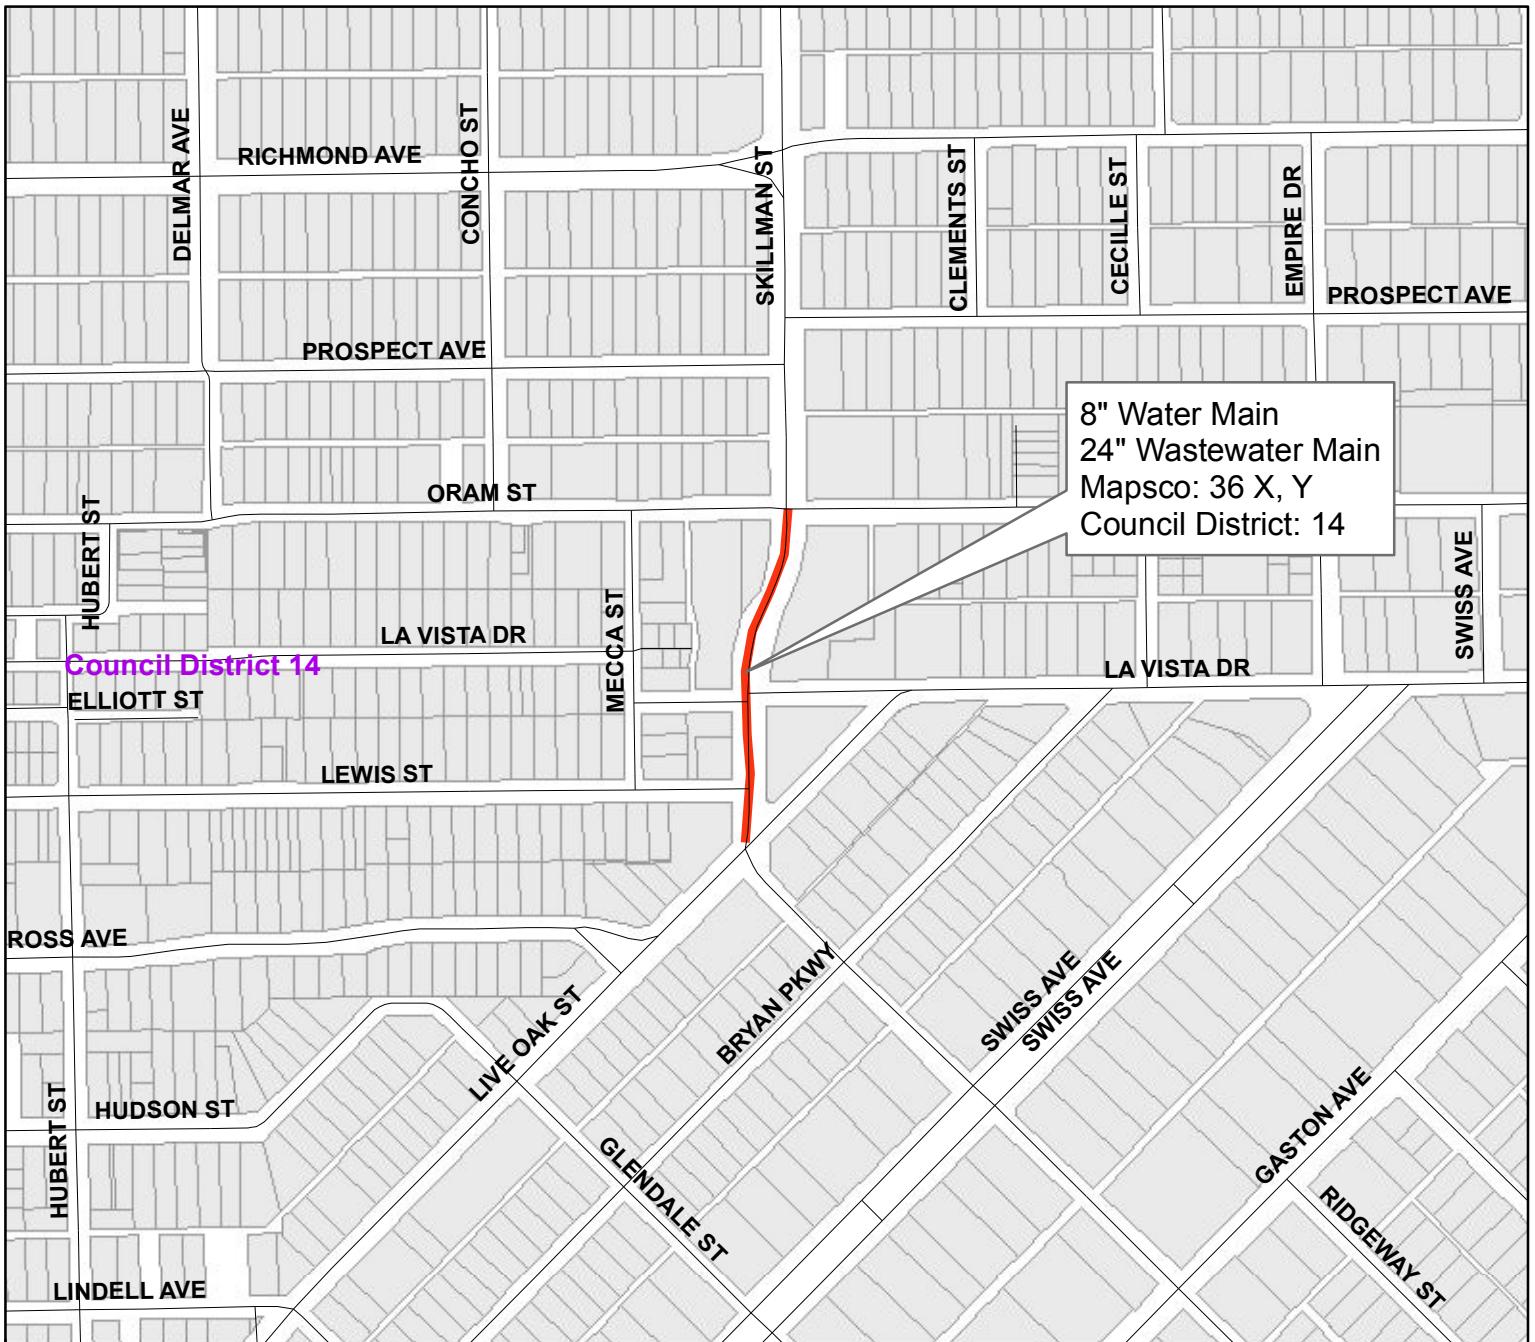 DELMAR AVE
RICHMOND AVE
CONCHO ST
SKILLMAN ST
CLEMENTS ST
CECILLE ST
EMPIRE DR
PROSPECT AVE
PROSPECT AVE
8" Water Main
24" Wastewater Main
Mapsco: 36 X, Y
Council District: 14
ORAM ST
HUBERT ST
MECCA ST
SWISS AVE
LA VISTA DR
Council District 14
LA VISTA DR
ELLIOTT ST
LEWIS ST
ROSS AVE
BRYAN PKWY
SWISS AVE
SWISS AVE
LIVE OAK ST
HUDSON ST
HUBERT ST
GLENDALE ST
GASTON AVE
RIDGEWAY ST
LINDELL AVE